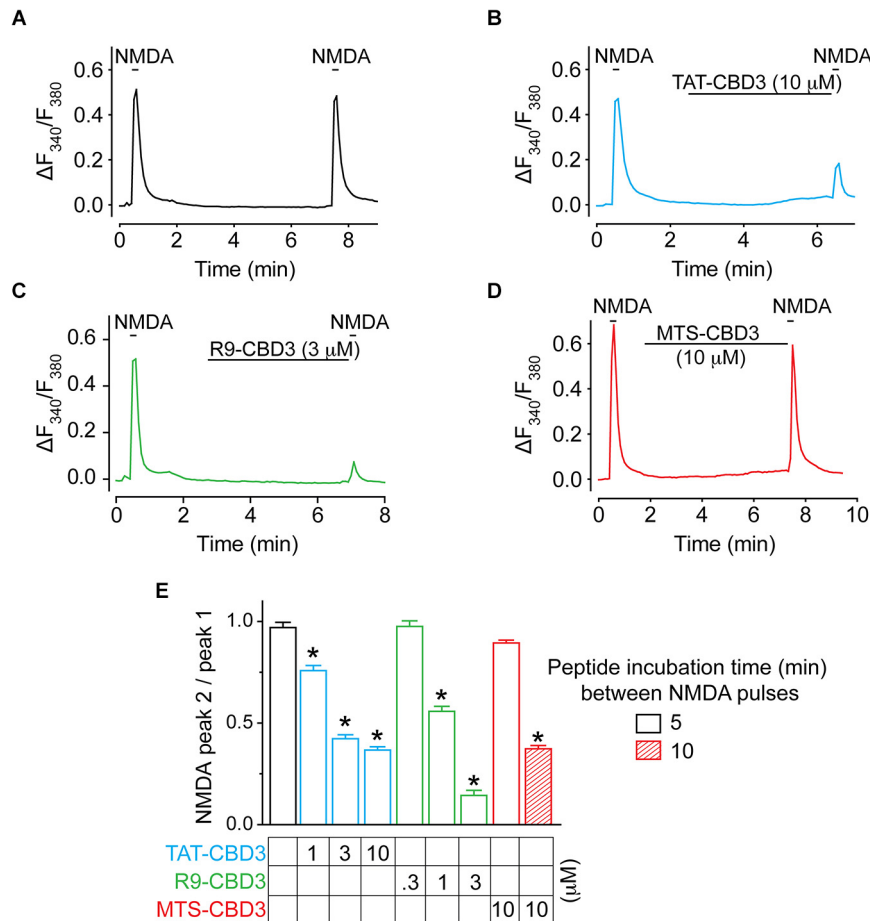 A
NMDA
NMDA
0.6
0.4
0.2
0.0
ΔF340/F380
0 2 4 6 8
Time (min)
B
NMDA
NMDA
TAT-CBD3 (10 μM)
0.6
0.4
0.2
0.0
ΔF340/F380
0 2 4 6
Time (min)
C
NMDA
NMDA
R9-CBD3 (3 μM)
0.6
0.4
0.2
0.0
ΔF340/F380
0 2 4 6 8
Time (min)
D
NMDA
NMDA
MTS-CBD3
(10 μM)
0.6
0.4
0.2
0.0
ΔF340/F380
0 2 4 6 8 10
Time (min)
E
NMDA peak 2 / peak 1
1.0
0.5
0.0
* * * * * *
Peptide incubation time (min)
between NMDA pulses
5
10
TAT-CBD3 1 3 10
R9-CBD3 .3 1 3
MTS-CBD3 10 10
(μM)